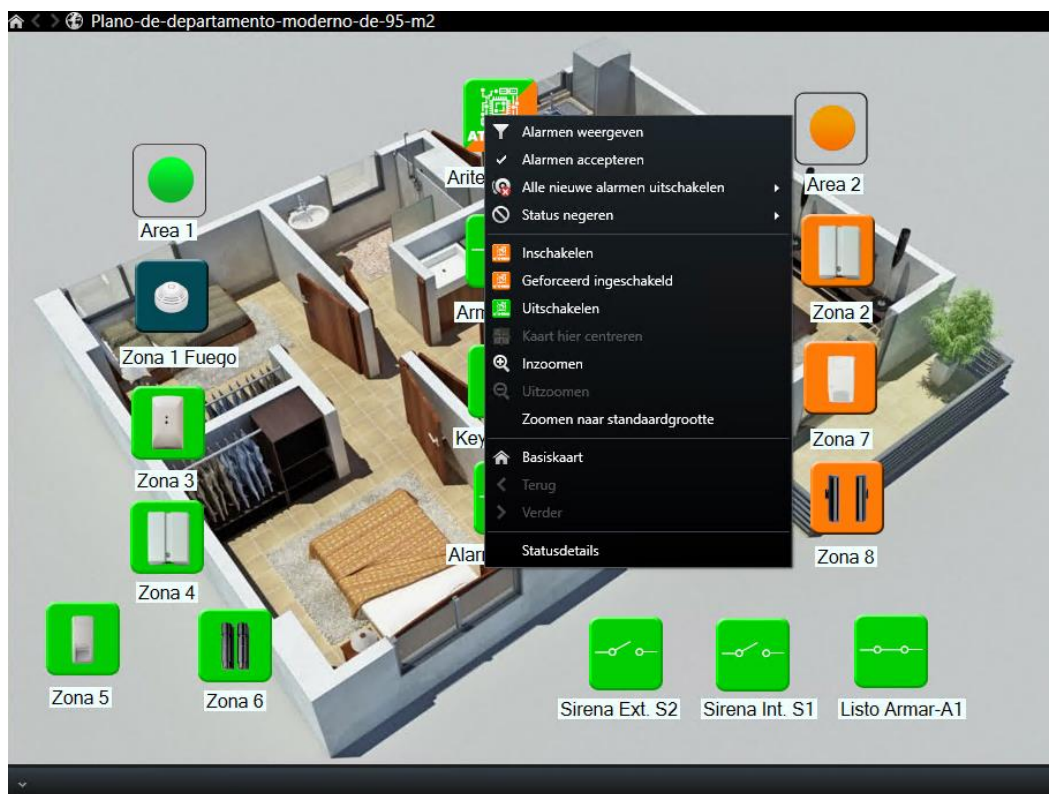 Plano-de-departamento-moderno-de-95-m2
AT
Arite
Area 1
Zona 1 Fuego
Zona 3
Zona 4
Zona 5
Zona 6
Arm
Key
Alar
Alarmen weergeven
Alarmen accepteren
Alle nieuwe alarmen uitschakelen
Status negeren
Inschakelen
Geforceerd ingeschakeld
Uitschakelen
Kaart hier centreren
Inzoomen
Uitzoomen
Zoomen naar standaardgrootte
Basiskaart
Terug
Verder
Statusdetails
Area 2
Zona 2
Zona 7
Zona 8
Sirena Ext. S2
Sirena Int. S1
Listo Armar-A1